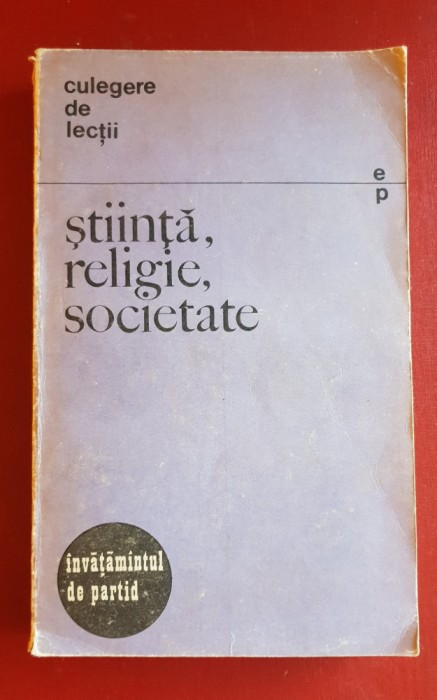 culegere
de
lecții
e
p
știință,
religie,
societate
învățămîntul
de partid